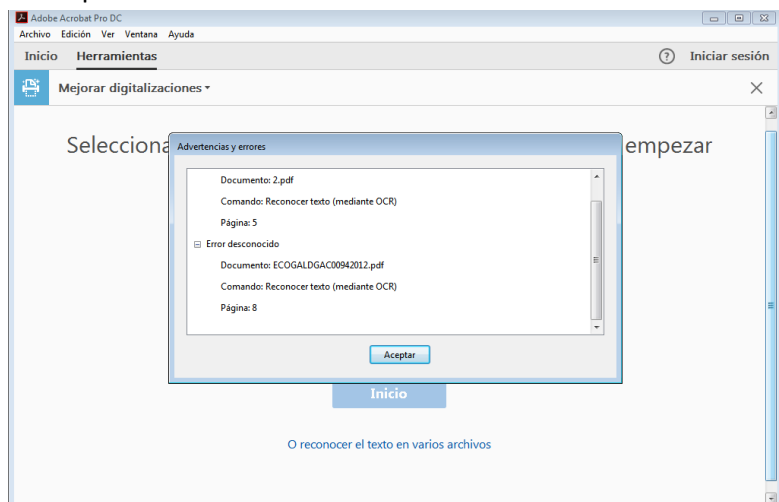 Adobe Acrobat Pro DC
Archivo Edición Ver Ventana Ayuda
Inicio Herramientas ? Iniciar sesión
Mejorar digitalizaciones
Selecciona empezar
Advertencias y errores
Documento: 2.pdf
Comando: Reconocer texto (mediante OCR)
Página: 5
Error desconocido
Documento: ECOGALDGAC00942012.pdf
Comando: Reconocer texto (mediante OCR)
Página: 8
Aceptar
Inicio
O reconocer el texto en varios archivos